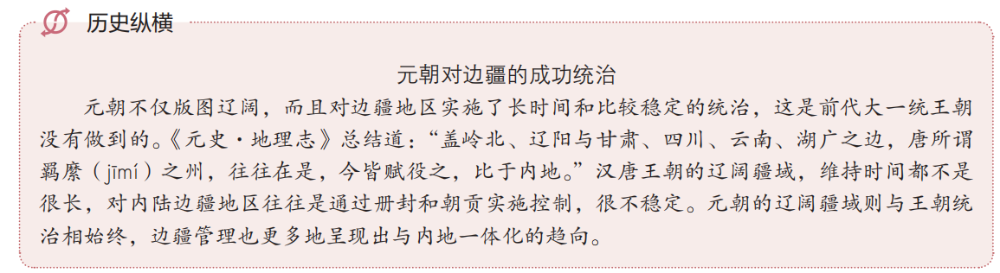 历史纵横
元朝对边疆的成功统治
元朝不仅版图辽阔，而且对边疆地区实施了长时间和比较稳定的统治，这是前代大一统王朝
没有做到的。《元史·地理志》总结道：“盖岭北、辽阳与甘肃、四川、云南、湖广之边，唐所谓
羁縻（jīmí）之州，往往在是，今皆赋役之，比于内地。”汉唐王朝的辽阔疆域，维持时间都不是
很长，对内陆边疆地区往往是通过册封和朝贡实施控制，很不稳定。元朝的辽阔疆域则与王朝统
治相始终，边疆管理也更多地呈现出与内地一体化的趋向。